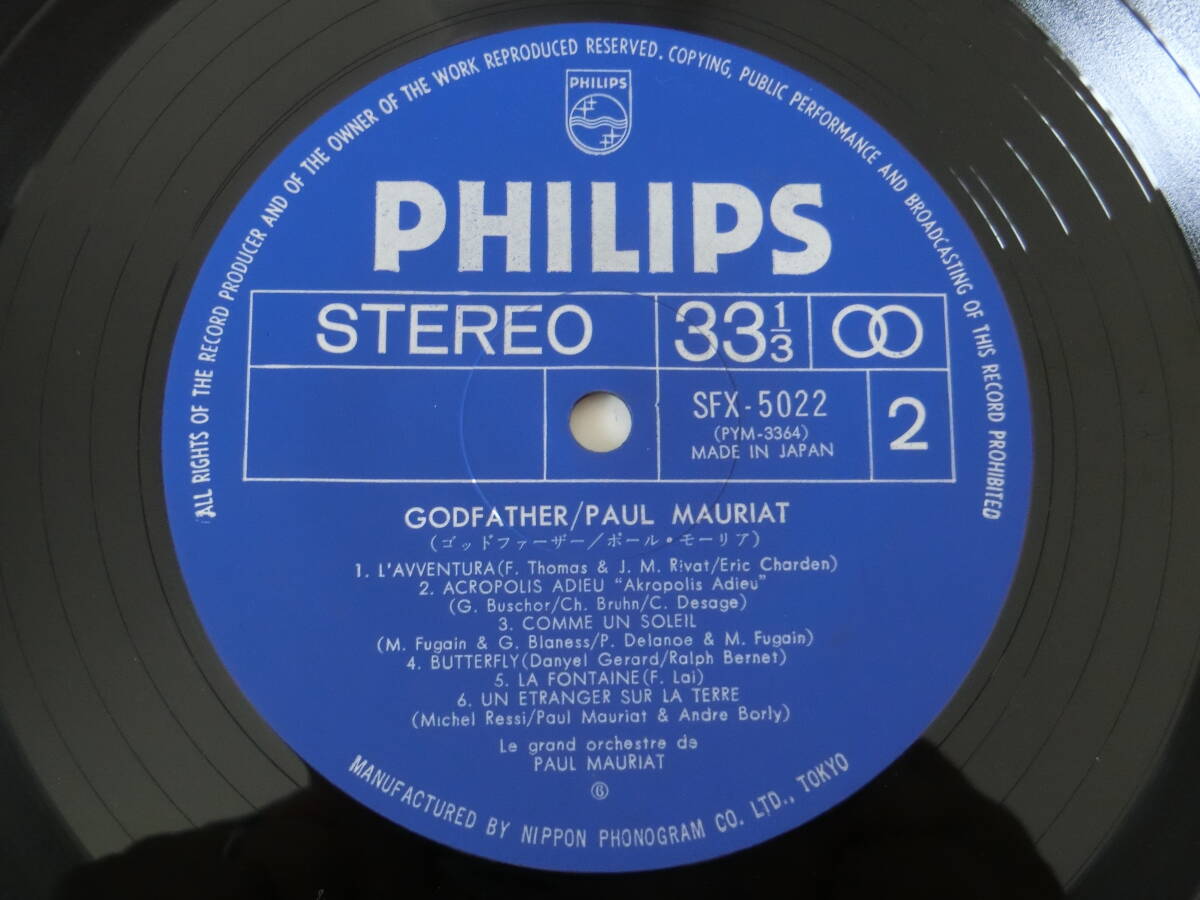 ALL RIGHTS OF THE RECORD PRODUCER AND OF THE OWNER OF THE WORK REPRODUCED RESERVED. COPYING, PUBLIC PERFORMANCE AND BROADCASTING OF THIS RECORD PROHIBITED
PHILIPS
PHILIPS
STEREO
33 1/3
SFX-5022
(PYM-3364)
MADE IN JAPAN
2
GODFATHER/PAUL MAURIAT
(ゴッドファーザー/ポール・モーリア)
1. L'AVVENTURA(F. Thomas & J. M. Rivat/Eric Charden)
2. ACROPOLIS ADIEU "Akropolis Adieu"
(G. Buschor/Ch. Bruhn/C. Desage)
3. COMME UN SOLEIL
(M. Fugain & G. Blaness/P. Delanoe & M. Fugain)
4. BUTTERFLY(Danyel Gerard/Ralph Bernet)
5. LA FONTAINE(F. Lai)
6. UN ETRANGER SUR LA TERRE
(Michel Ressi/Paul Mauriat & Andre Borly)
Le grand orchestre de
PAUL MAURIAT
⑥
MANUFACTURED BY NIPPON PHONOGRAM CO. LTD., TOKYO